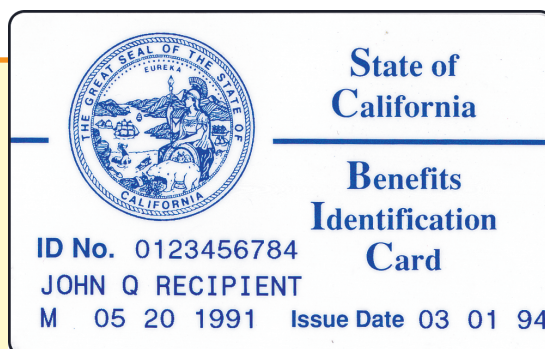 THE GREAT SEAL OF THE STATE OF CALIFORNIA
EUREKA
State of
California
Benefits
Identification
Card
ID No. 0123456784
JOHN Q RECIPIENT
M 05 20 1991 Issue Date 03 01 94